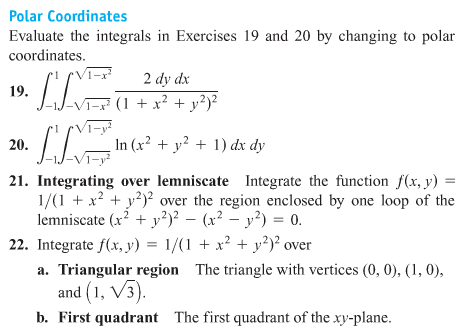 Polar Coordinates
Evaluate the integrals in Exercises 19 and 20 by changing to polar
coordinates.
19. ∫_{-1}^{1} ∫_{-√(1-x²)}^{√(1-x²)} 2 dy dx / (1 + x² + y²)²
20. ∫_{-1}^{1} ∫_{-√(1-y²)}^{√(1-y²)} ln (x² + y² + 1) dx dy
21. Integrating over lemniscate Integrate the function f(x, y) =
1/(1 + x² + y²)² over the region enclosed by one loop of the
lemniscate (x² + y²)² − (x² − y²) = 0.
22. Integrate f(x, y) = 1/(1 + x² + y²)² over
a. Triangular region The triangle with vertices (0, 0), (1, 0),
and (1, √3).
b. First quadrant The first quadrant of the xy-plane.